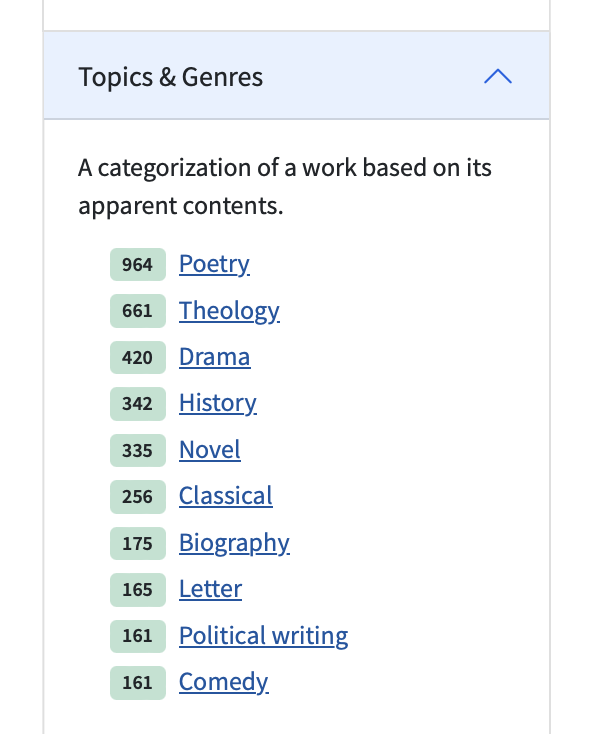 Topics & Genres
A categorization of a work based on its
apparent contents.
964 Poetry
661 Theology
420 Drama
342 History
335 Novel
256 Classical
175 Biography
165 Letter
161 Political writing
161 Comedy